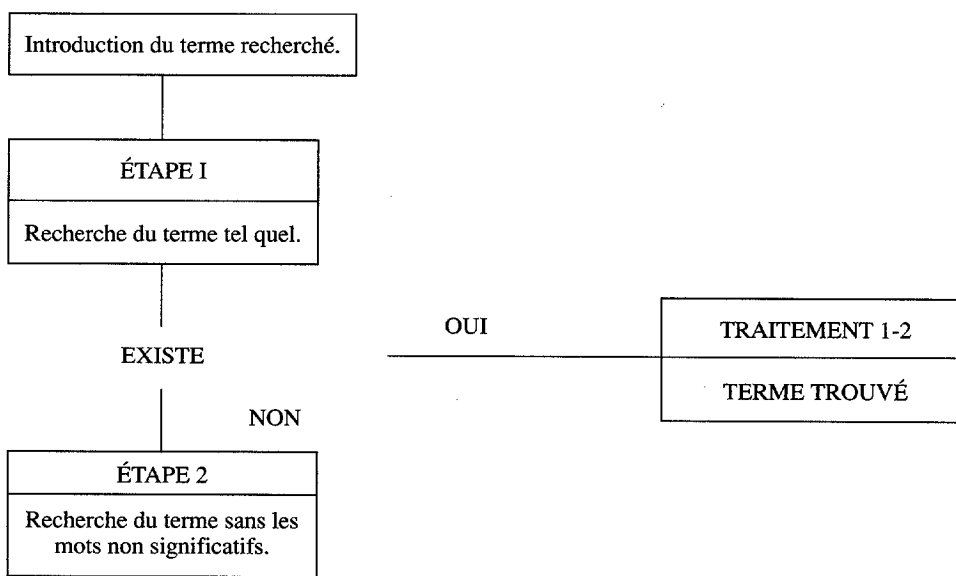 Introduction du terme recherché.
ÉTAPE I
Recherche du terme tel quel.
OUI
TRAITEMENT 1-2
EXISTE
TERME TROUVÉ
NON
ÉTAPE 2
Recherche du terme sans les
mots non significatifs.